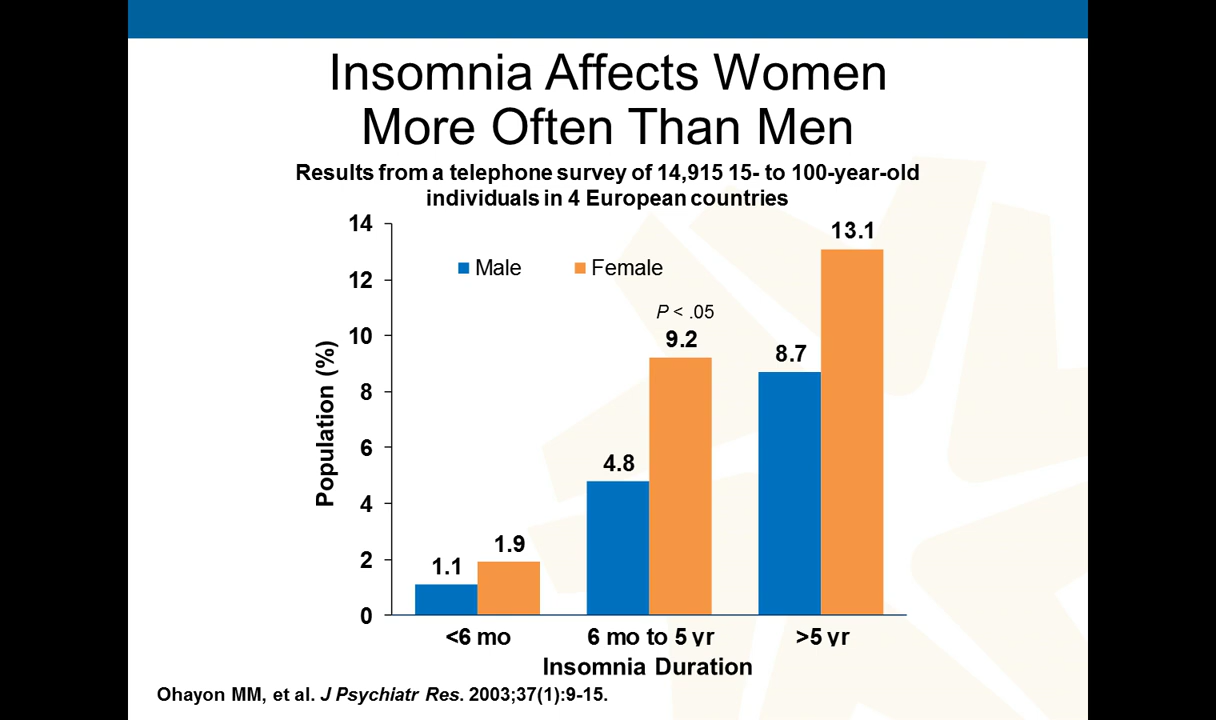 Insomnia Affects Women
More Often Than Men
Results from a telephone survey of 14,915 15- to 100-year-old
individuals in 4 European countries
14
12
10
8
6
4
2
0
Population (%)
Male
Female
1.1
1.9
4.8
P < .05
9.2
8.7
13.1
<6 mo
6 mo to 5 yr
>5 yr
Insomnia Duration
Ohayon MM, et al. J Psychiatr Res. 2003;37(1):9-15.